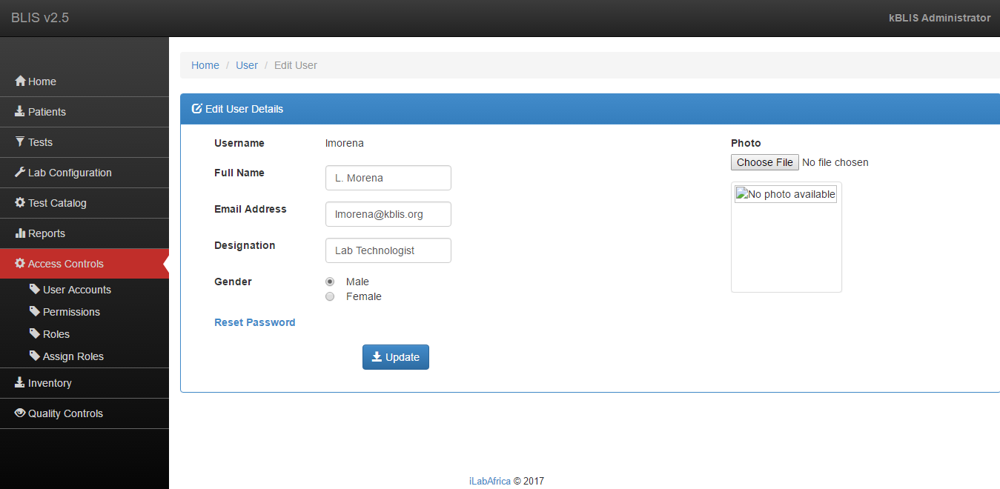 BLIS v2.5
kBLIS Administrator
Home
Patients
Tests
Lab Configuration
Test Catalog
Reports
Access Controls
User Accounts
Permissions
Roles
Assign Roles
Inventory
Quality Controls
Home / User / Edit User
Edit User Details
Username lmorena
Full Name L. Morena
Email Address lmorena@kblis.org
Designation Lab Technologist
Gender Male
Female
Reset Password
Update
Photo
Choose File No file chosen
No photo available
iLabAfrica © 2017